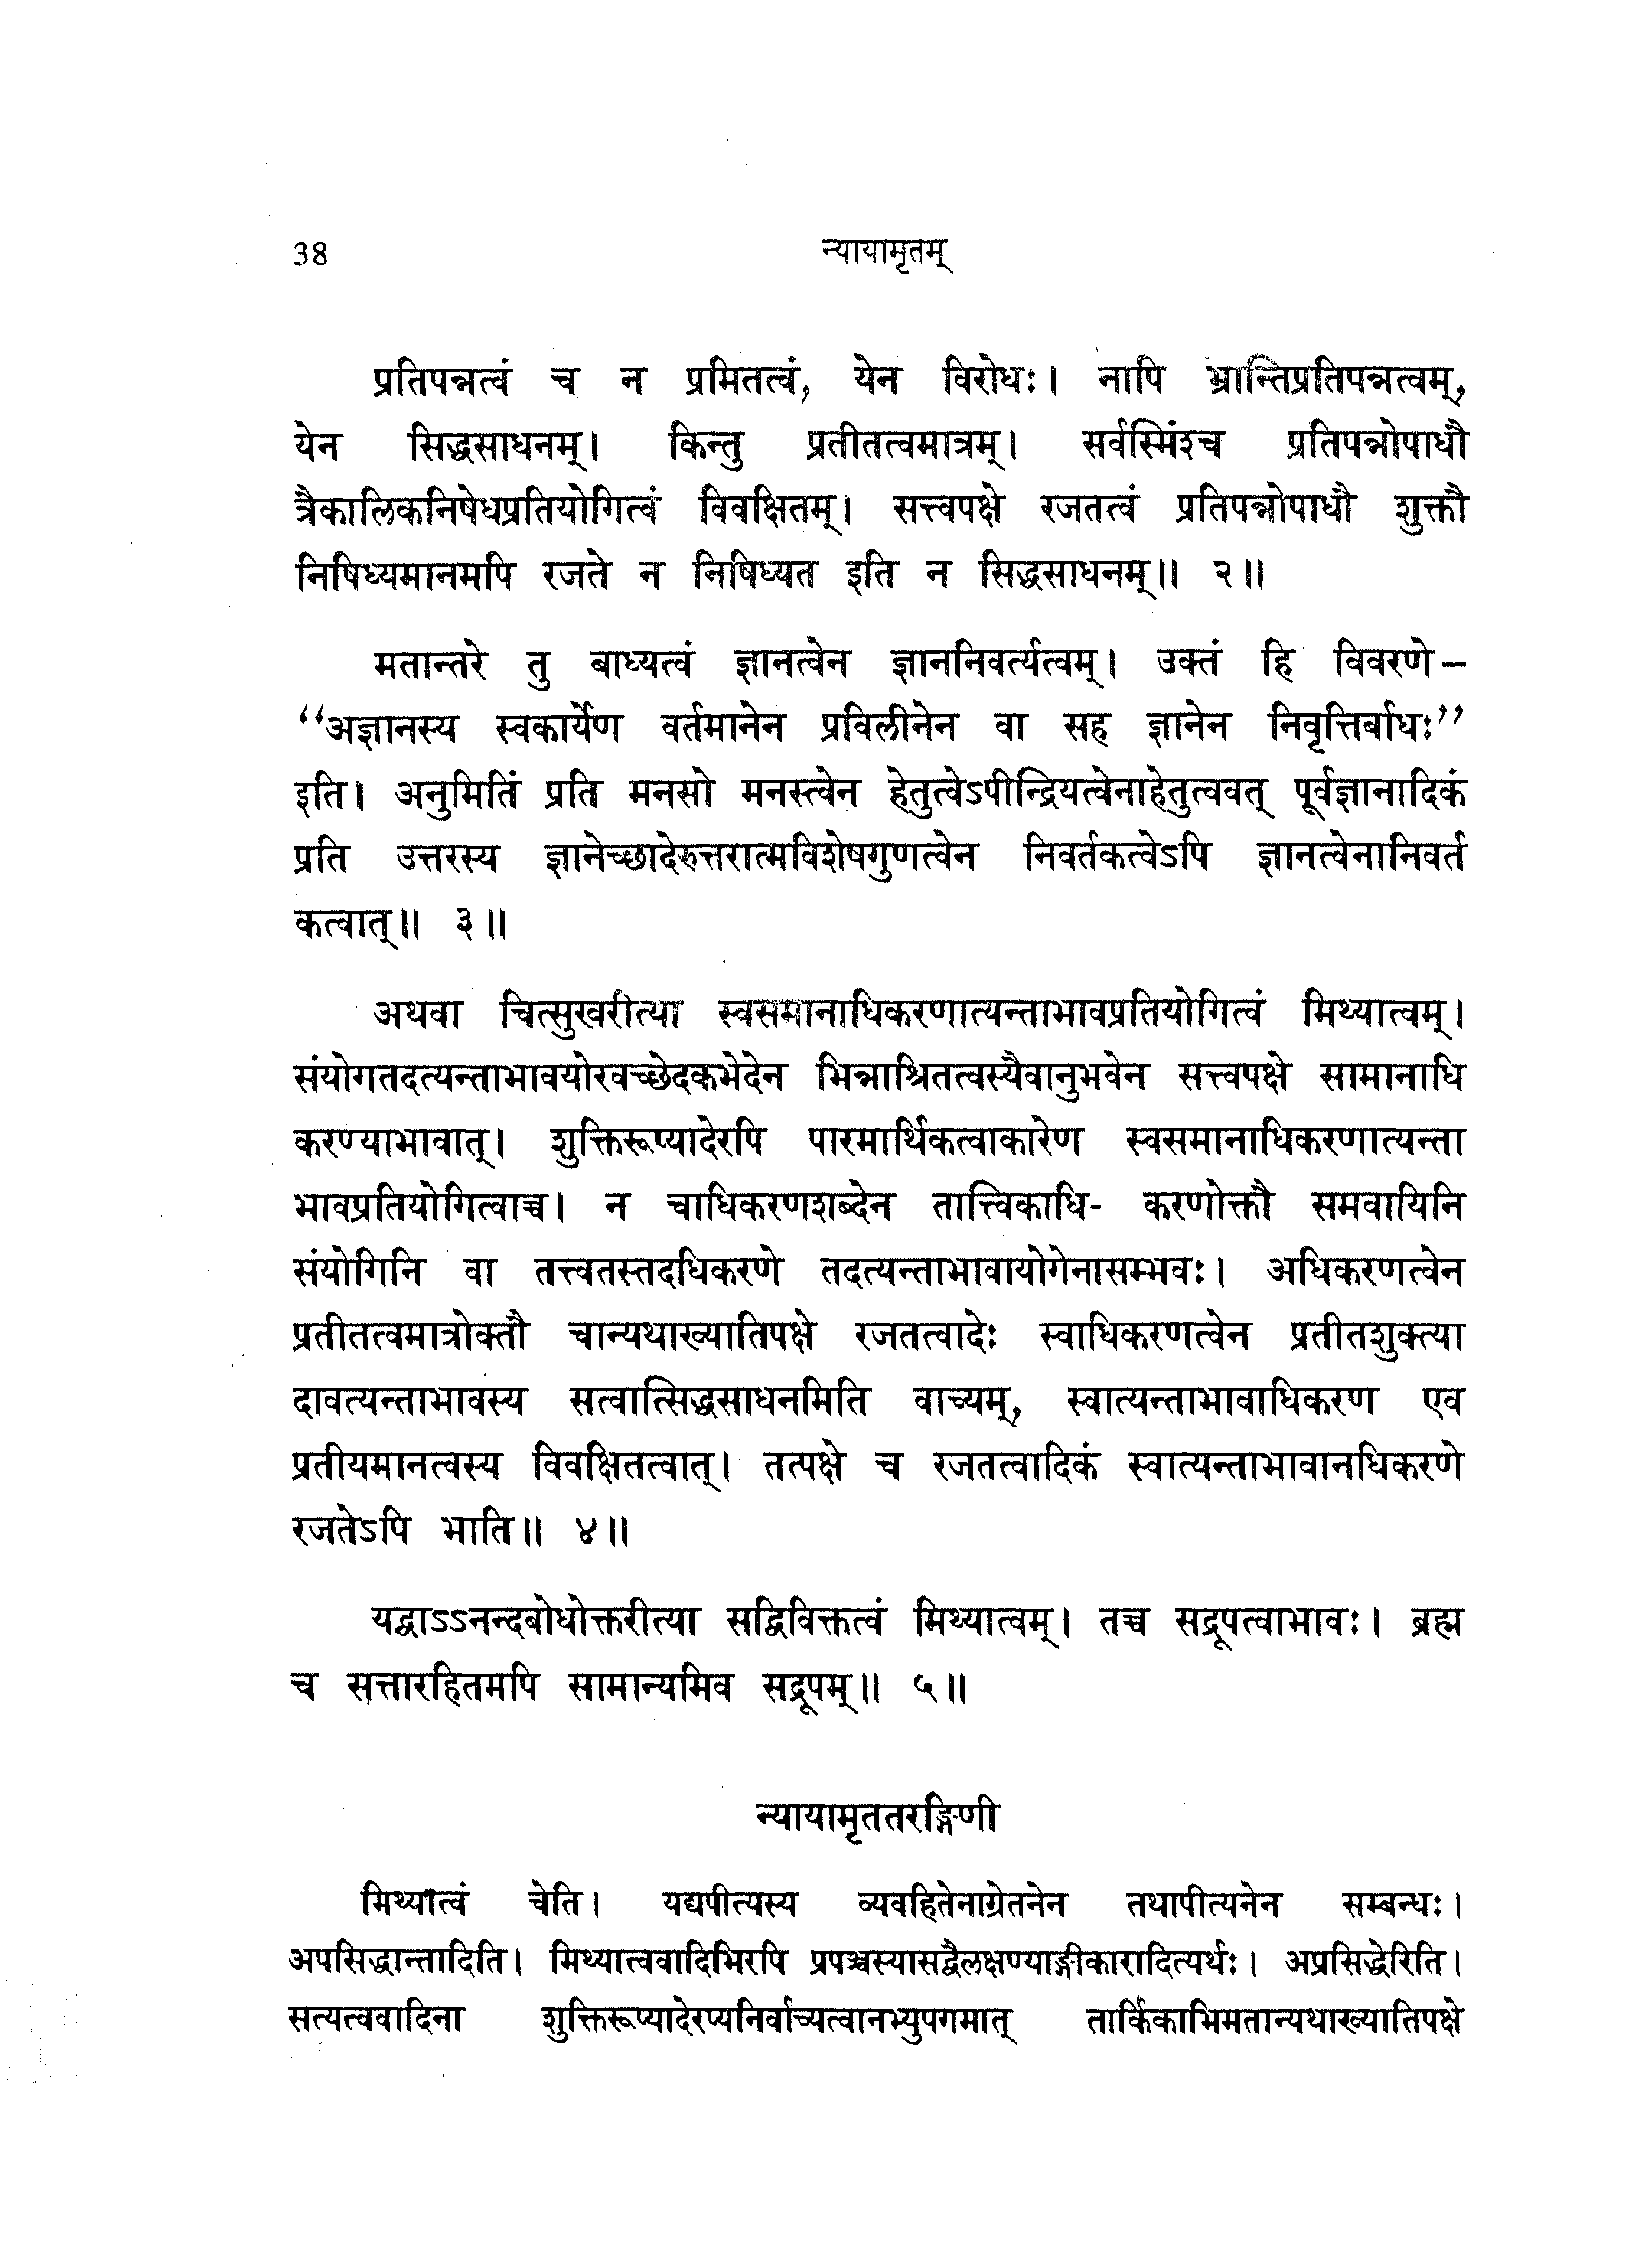 38
न्यायामृतम्
प्रतिपन्नत्वं च न प्रमितत्वं, येन विरोधः। नापि भ्रान्तिप्रतिपन्नत्वम्,
येन सिद्धसाधनम्। किन्तु प्रतीतत्वमात्रम्। सर्वस्मिंश्च प्रतिपन्नोपाधौ
त्रैकालिकनिषेधप्रतियोगित्वं विवक्षितम्। सत्त्वपक्षे रजतत्वं प्रतिपन्नोपाधौ शुक्तौ
निषिध्यमानमपि रजते न निषिध्यत इति न सिद्धसाधनम्॥ २॥
मतान्तरे तु बाध्यत्वं ज्ञानत्वेन ज्ञाननिवर्त्यत्वम्। उक्तं हि विवरणे –
“अज्ञानस्य स्वकार्येण वर्तमानेन प्रविलीनेन वा सह ज्ञानेन निवृत्तिर्बाधः”
इति। अनुमितिं प्रति मनसो मनस्त्वेन हेतुत्वेऽपीन्द्रियत्वेनाहेतुत्ववत् पूर्वज्ञानादिकं
प्रति उत्तरस्य ज्ञानेच्छादेरुत्तरात्मविशेषगुणत्वेन निवर्तकत्वेऽपि ज्ञानत्वेनानिवर्त
कत्वात्॥ ३॥
अथवा चित्सुखरीत्या स्वसमानाधिकरणात्यन्ताभावप्रतियोगित्वं मिथ्यात्वम्।
संयोगतदत्यन्ताभावयोरवच्छेदकभेदेन भिन्नाश्रितत्वस्यैवानुभवेन सत्त्वपक्षे सामानाधि
करण्याभावात्। शुक्तिरूप्यादेरपि पारमार्थिकत्वाकारेण स्वसमानाधिकरणात्यन्ता
भावप्रतियोगित्वाच्च। न चाधिकरणशब्देन तात्त्विकाधि- करणोक्तौ समवायिनि
संयोगिनि वा तत्त्वतस्तदधिकरणे तदत्यन्ताभावायोगेनासम्भवः। अधिकरणत्वेन
प्रतीतत्वमात्रोक्तौ चान्यथाख्यातिपक्षे रजतत्वादेः स्वाधिकरणत्वेन प्रतीतशुक्त्या
दावत्यन्ताभावस्य सत्वात्सिद्धसाधनमिति वाच्यम्, स्वात्यन्ताभावाधिकरण एव
प्रतीयमानत्वस्य विवक्षितत्वात्। तत्पक्षे च रजतत्वादिकं स्वात्यन्ताभावानधिकरणे
रजतेऽपि भाति॥ ४॥
यद्वाऽऽनन्दबोधोक्तरीत्या सद्विविक्तत्वं मिथ्यात्वम्। तच्च सद्रूपत्वाभावः। ब्रह्म
च सत्तारहितमपि सामान्यमिव सद्रूपम्॥ ५॥
न्यायामृततरङ्गिणी
मिथ्यात्वं चेति। यद्यपीत्यस्य व्यवहितेनाग्रेतनेन तथापीत्यनेन सम्बन्धः।
अपसिद्धान्तादिति। मिथ्यात्ववादिभिरपि प्रपञ्चस्यासद्वैलक्षण्याङ्गीकारादित्यर्थः। अप्रसिद्धेरिति।
सत्यत्ववादिना शुक्तिरूप्यादेरप्यनिर्वाच्यत्वानभ्युपगमात् तार्किकाभिमतान्यथाख्यातिपक्षे